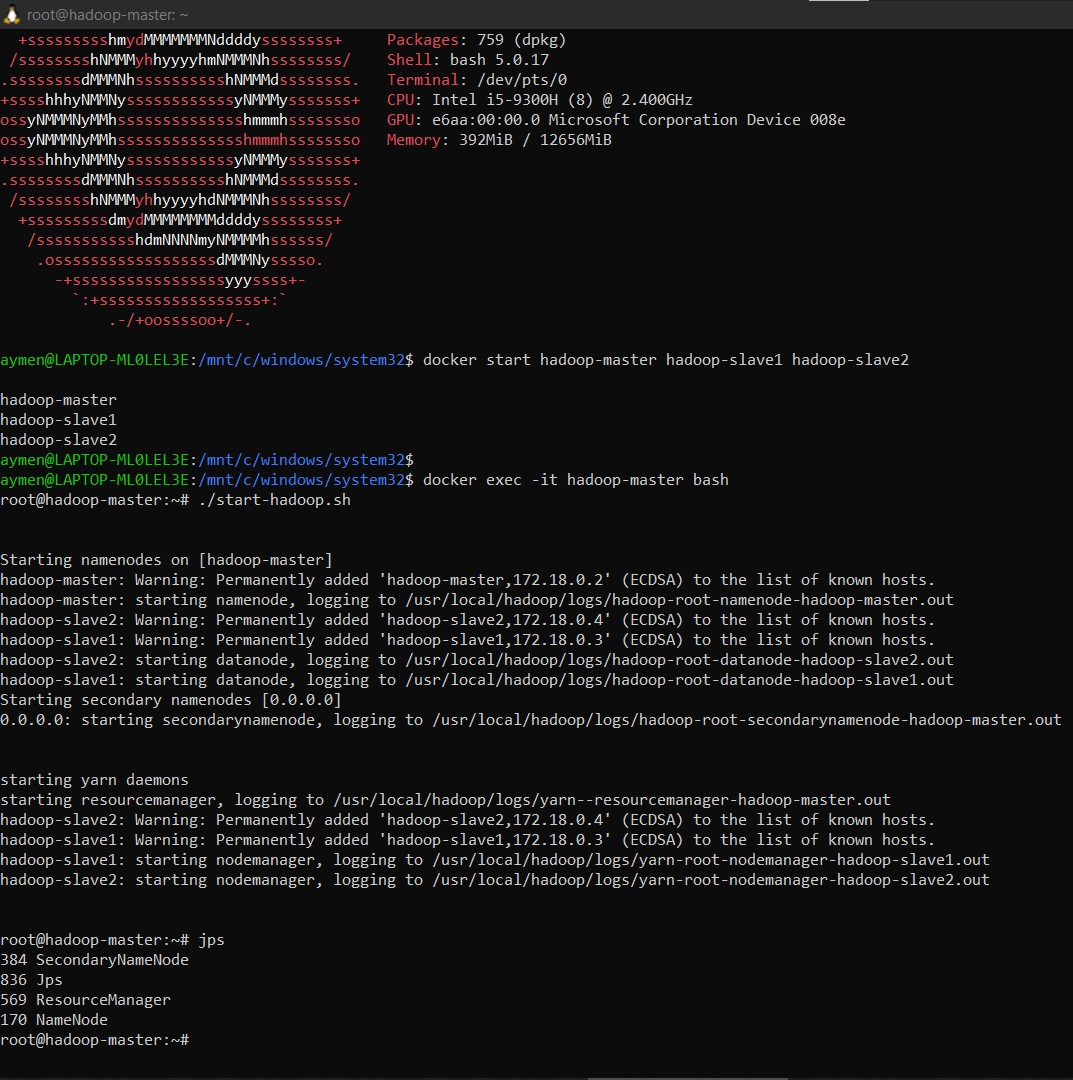 root@hadoop-master: ~
+ssssssssshmydMMMMMMMNddddyssssssss+ Packages: 759 (dpkg)
/sssssssshNMMMyhhyyyyhmNMMMNhssssssss/ Shell: bash 5.0.17
.ssssssssdMMMNhsssssssssshNMMMdssssssss. Terminal: /dev/pts/0
+sssshhhyNMMNyssssssssssssyNMMMysssssss+ CPU: Intel i5-9300H (8) @ 2.400GHz
ossyNMMMNyMMhsssssssssssssshmmmhssssssso GPU: e6aa:00:00.0 Microsoft Corporation Device 008e
ossyNMMMNyMMhsssssssssssssshmmmhssssssso Memory: 392MiB / 12656MiB
+sssshhhyNMMNyssssssssssssyNMMMysssssss+
.ssssssssdMMMNhsssssssssshNMMMdssssssss.
/sssssssshNMMMyhhyyyyhdNMMMNhssssssss/
+sssssssssdmydMMMMMMMMddddyssssssss+
/ssssssssssshdmNNNNmyNMMMMhssssss/
.ossssssssssssssssssdMMMNysssso.
-+sssssssssssssssssyyyssss+-
`:+ssssssssssssssssss+:`
.-/+oossssoo+/-.
aymen@LAPTOP-ML0LEL3E:/mnt/c/windows/system32$ docker start hadoop-master hadoop-slave1 hadoop-slave2
hadoop-master
hadoop-slave1
hadoop-slave2
aymen@LAPTOP-ML0LEL3E:/mnt/c/windows/system32$
aymen@LAPTOP-ML0LEL3E:/mnt/c/windows/system32$ docker exec -it hadoop-master bash
root@hadoop-master:~# ./start-hadoop.sh
Starting namenodes on [hadoop-master]
hadoop-master: Warning: Permanently added 'hadoop-master,172.18.0.2' (ECDSA) to the list of known hosts.
hadoop-master: starting namenode, logging to /usr/local/hadoop/logs/hadoop-root-namenode-hadoop-master.out
hadoop-slave2: Warning: Permanently added 'hadoop-slave2,172.18.0.4' (ECDSA) to the list of known hosts.
hadoop-slave1: Warning: Permanently added 'hadoop-slave1,172.18.0.3' (ECDSA) to the list of known hosts.
hadoop-slave2: starting datanode, logging to /usr/local/hadoop/logs/hadoop-root-datanode-hadoop-slave2.out
hadoop-slave1: starting datanode, logging to /usr/local/hadoop/logs/hadoop-root-datanode-hadoop-slave1.out
Starting secondary namenodes [0.0.0.0]
0.0.0.0: starting secondarynamenode, logging to /usr/local/hadoop/logs/hadoop-root-secondarynamenode-hadoop-master.out
starting yarn daemons
starting resourcemanager, logging to /usr/local/hadoop/logs/yarn--resourcemanager-hadoop-master.out
hadoop-slave2: Warning: Permanently added 'hadoop-slave2,172.18.0.4' (ECDSA) to the list of known hosts.
hadoop-slave1: Warning: Permanently added 'hadoop-slave1,172.18.0.3' (ECDSA) to the list of known hosts.
hadoop-slave1: starting nodemanager, logging to /usr/local/hadoop/logs/yarn-root-nodemanager-hadoop-slave1.out
hadoop-slave2: starting nodemanager, logging to /usr/local/hadoop/logs/yarn-root-nodemanager-hadoop-slave2.out
root@hadoop-master:~# jps
384 SecondaryNameNode
836 Jps
569 ResourceManager
170 NameNode
root@hadoop-master:~#